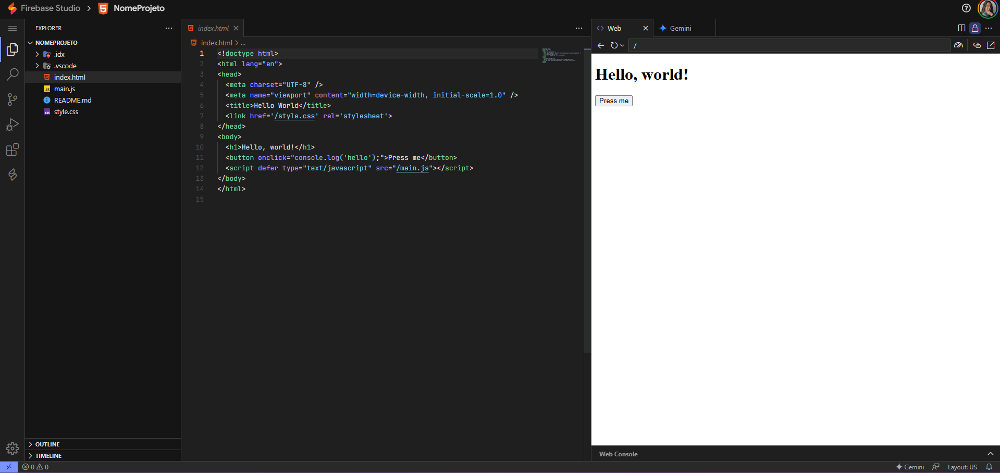 Firebase Studio > NomeProjeto
EXPLORER
NOMEPROJETO
.idx
.vscode
index.html
main.js
README.md
style.css
OUTLINE
TIMELINE
index.html
index.html > ...
1 <!doctype html>
2 <html lang="en">
3 <head>
4 <meta charset="UTF-8" />
5 <meta name="viewport" content="width=device-width, initial-scale=1.0" />
6 <title>Hello World</title>
7 <link href='/style.css' rel='stylesheet'>
8 </head>
9 <body>
10 <h1>Hello, world!</h1>
11 <button onclick="console.log('hello');">Press me</button>
12 <script defer type="text/javascript" src="/main.js"></script>
13 </body>
14 </html>
15
Web
Gemini
/
Hello, world!
Press me
Web Console
0 0
Gemini
Layout: US